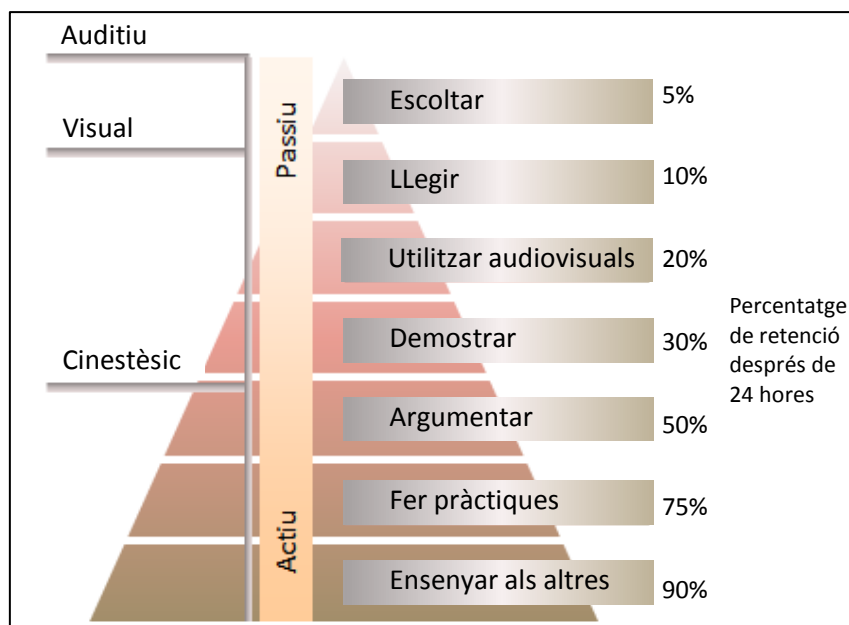 Auditiu
Visual
Cinestèsic
Passiu
Actiu
Escoltar 5%
LLegir 10%
Utilitzar audiovisuals 20%
Demostrar 30%
Argumentar 50%
Fer pràctiques 75%
Ensenyar als altres 90%
Percentatge
de retenció
després de
24 hores